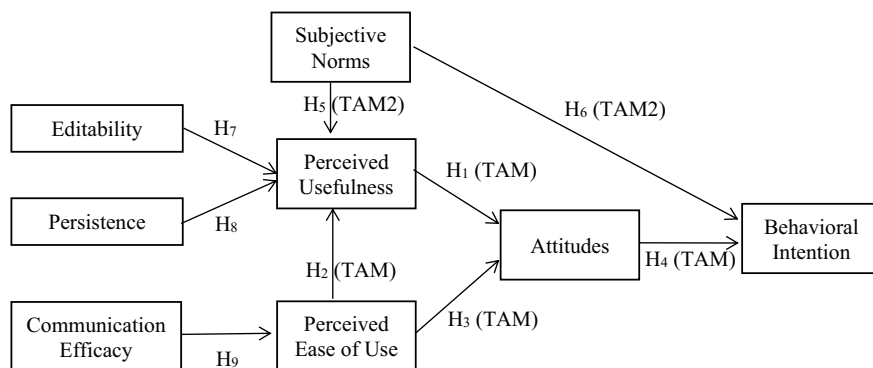 Subjective
Norms
H5 (TAM2)
H6 (TAM2)
Editability
H7
Perceived
Usefulness
H1 (TAM)
Persistence
H8
Attitudes
Behavioral
Intention
H2 (TAM)
H4 (TAM)
Communication
Efficacy
H9
Perceived
Ease of Use
H3 (TAM)